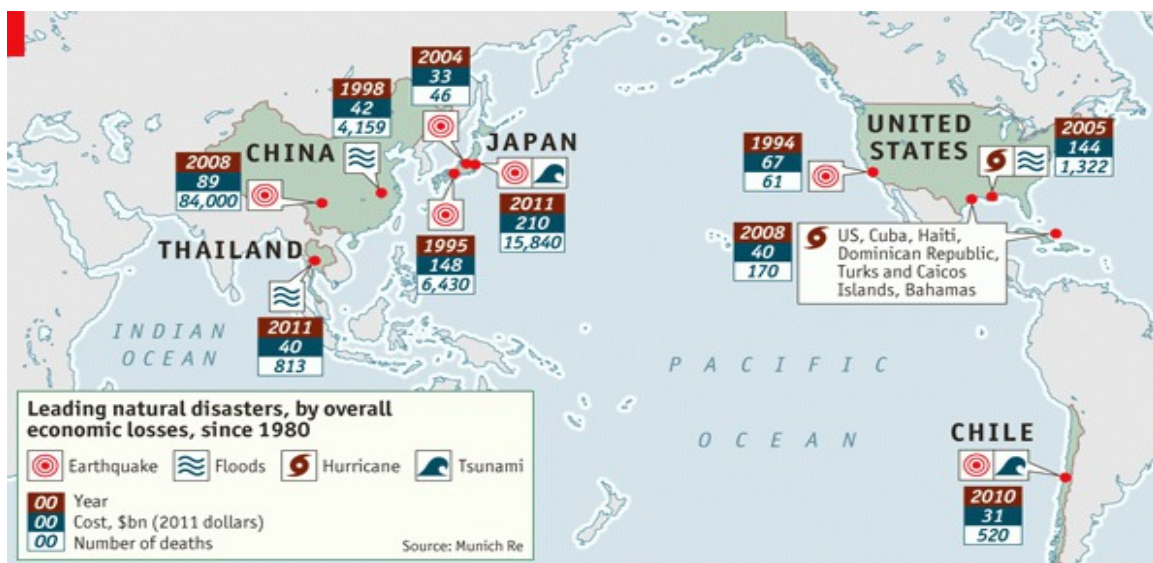 2004
33
46
1998
42
4,159
CHINA
JAPAN
2008
89
84,000
2011
210
15,840
THAILAND
1995
148
6,430
2011
40
813
INDIAN
OCEAN
UNITED
STATES
2005
144
1,322
1994
67
61
2008
40
170
US, Cuba, Haiti,
Dominican Republic,
Turks and Caicos
Islands, Bahamas
PACIFIC
OCEAN
CHILE
2010
31
520
Leading natural disasters, by overall
economic losses, since 1980
Earthquake Floods Hurricane Tsunami
00 Year
00 Cost, $bn (2011 dollars)
00 Number of deaths
Source: Munich Re